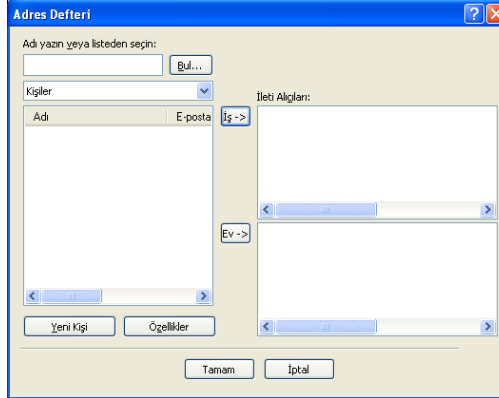 Adres Defteri
Adı yazın veya listeden seçin:
Bul...
Kişiler
İleti Alıcıları:
Adı E-posta
İş ->
Ev ->
Yeni Kişi
Özellikler
Tamam
İptal